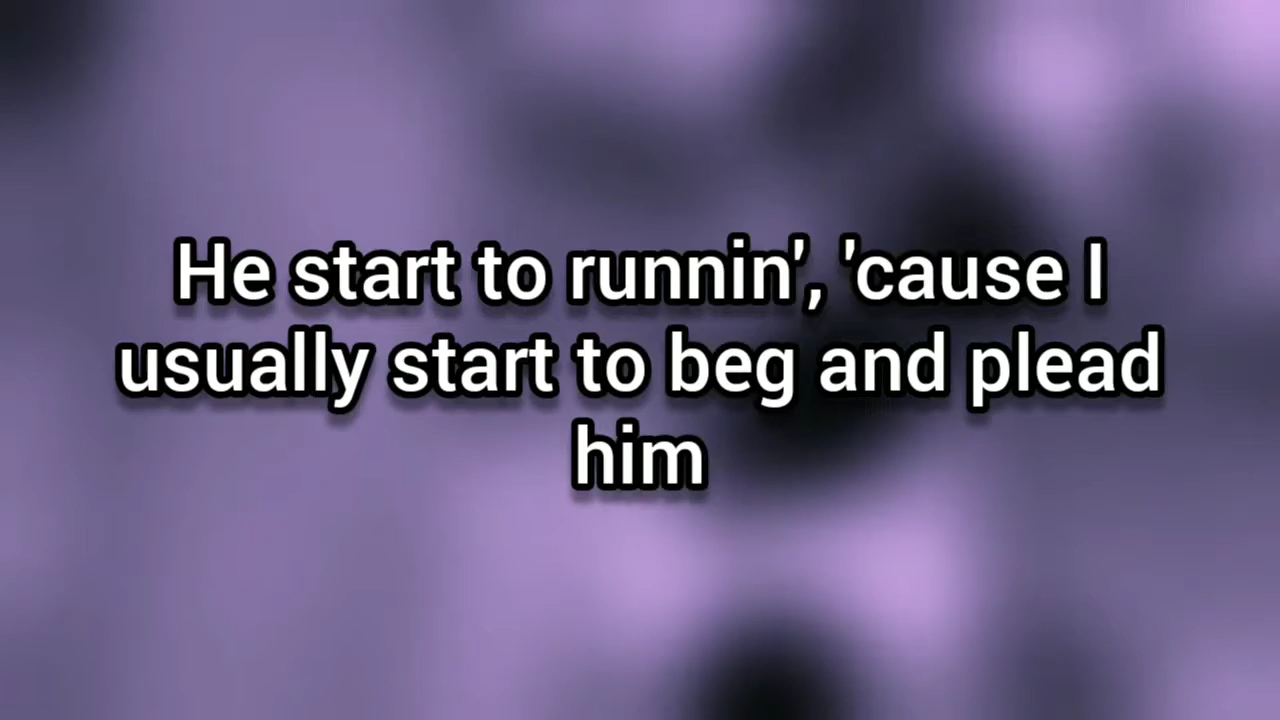 He start to runnin', 'cause I
usually start to beg and plead
him